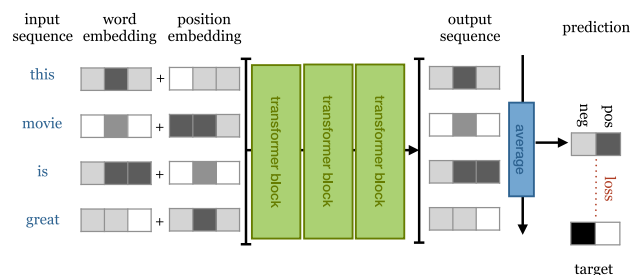 input sequence
word embedding
position embedding
output sequence
prediction
this
+
movie
+
is
+
great
+
transformer block
transformer block
transformer block
average
neg
pos
loss
target